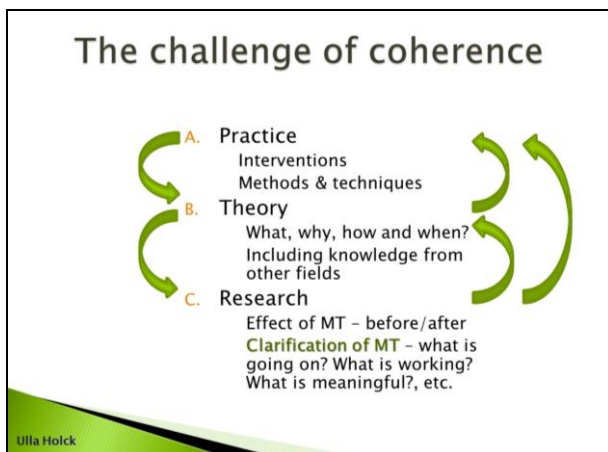 The challenge of coherence
A. Practice
Interventions
Methods & techniques
B. Theory
What, why, how and when?
Including knowledge from
other fields
C. Research
Effect of MT – before/after
Clarification of MT – what is
going on? What is working?
What is meaningful?, etc.
Ulla Holck